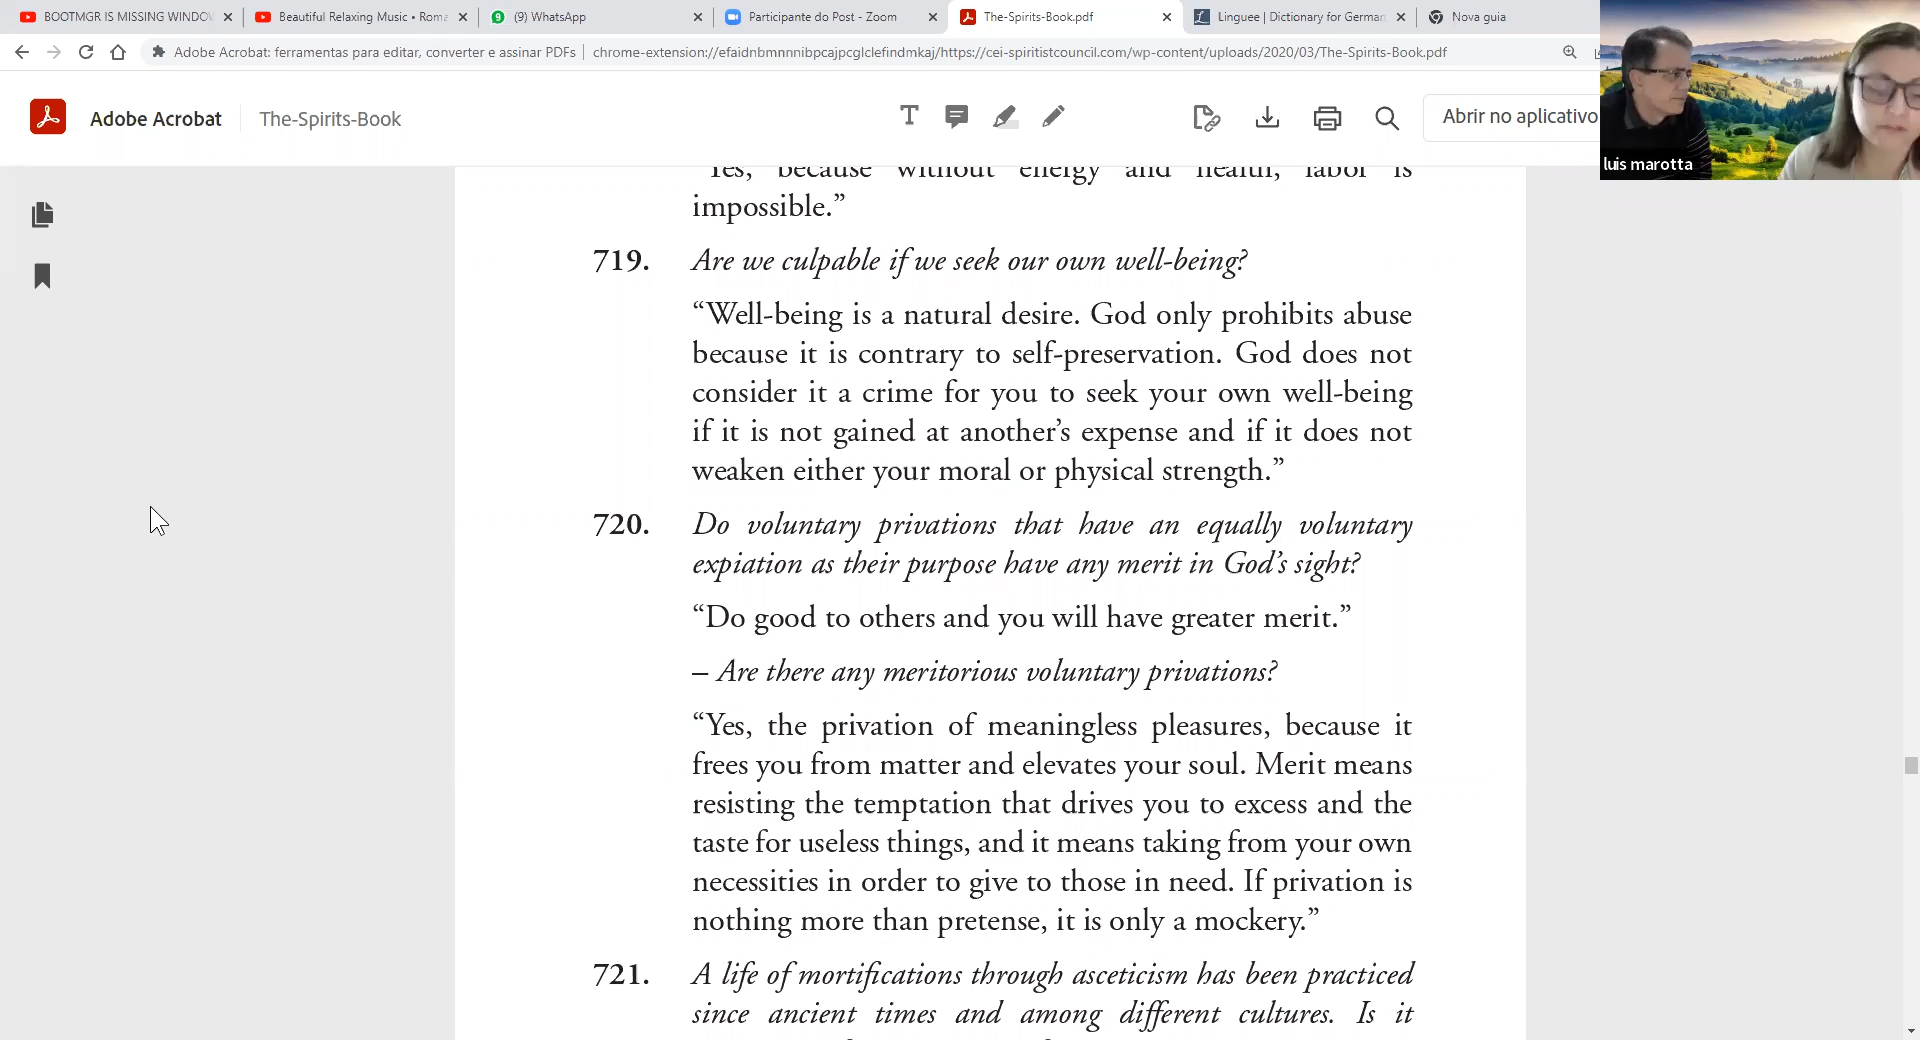 BOOTMGR IS MISSING WINDO
Beautiful Relaxing Music • Roma
(9) WhatsApp
Participante do Post - Zoom
The-Spirits-Book.pdf
Linguee | Dictionary for German
Nova guia
Adobe Acrobat: ferramentas para editar, converter e assinar PDFs
chrome-extension://efaidnbmnnnibpcajpcglclefindmkaj/https://cei-spiritistcouncil.com/wp-content/uploads/2020/03/The-Spirits-Book.pdf
Adobe Acrobat
The-Spirits-Book
Abrir no aplicativo
luis marotta
“Yes, because without energy and health, labor is
impossible.”
719. Are we culpable if we seek our own well-being?
“Well-being is a natural desire. God only prohibits abuse
because it is contrary to self-preservation. God does not
consider it a crime for you to seek your own well-being
if it is not gained at another’s expense and if it does not
weaken either your moral or physical strength.”
720. Do voluntary privations that have an equally voluntary
expiation as their purpose have any merit in God’s sight?
“Do good to others and you will have greater merit.”
– Are there any meritorious voluntary privations?
“Yes, the privation of meaningless pleasures, because it
frees you from matter and elevates your soul. Merit means
resisting the temptation that drives you to excess and the
taste for useless things, and it means taking from your own
necessities in order to give to those in need. If privation is
nothing more than pretense, it is only a mockery.”
721. A life of mortifications through asceticism has been practiced
since ancient times and among different cultures. Is it